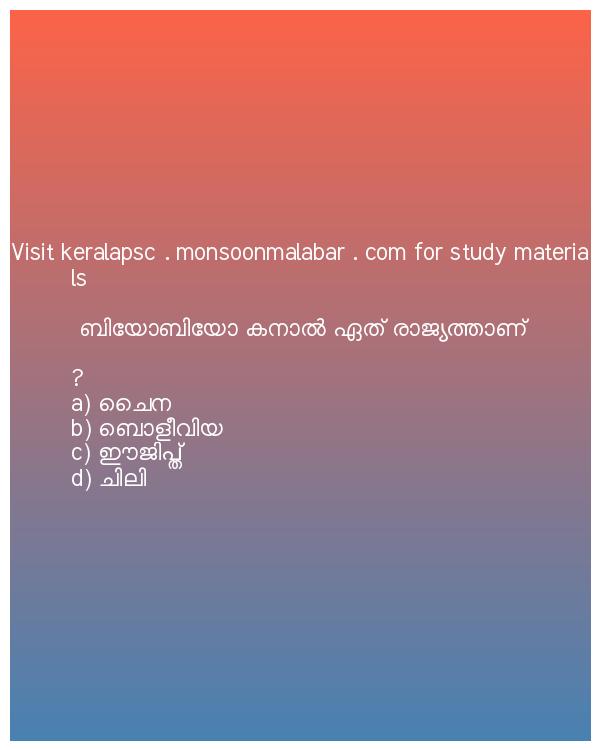 Visit keralapsc . monsoonmalabar . com for study materia
ls
ബിയോബിയോ കനാൽ ഏത് രാജ്യത്താണ്
?
a) ചൈന
b) ബൊളീവിയ
c) ഈജിപ്ത്
d) ചിലി